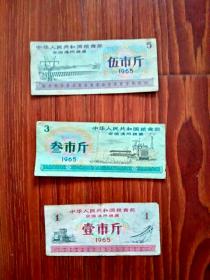 中华人民共和国粮食部
全国通用粮票
5
伍市斤
1965
3
中华人民共和国粮食部
全国通用粮票
叁市斤
1965
中华人民共和国粮食部
全国通用粮票
1
1
壹市斤
1965